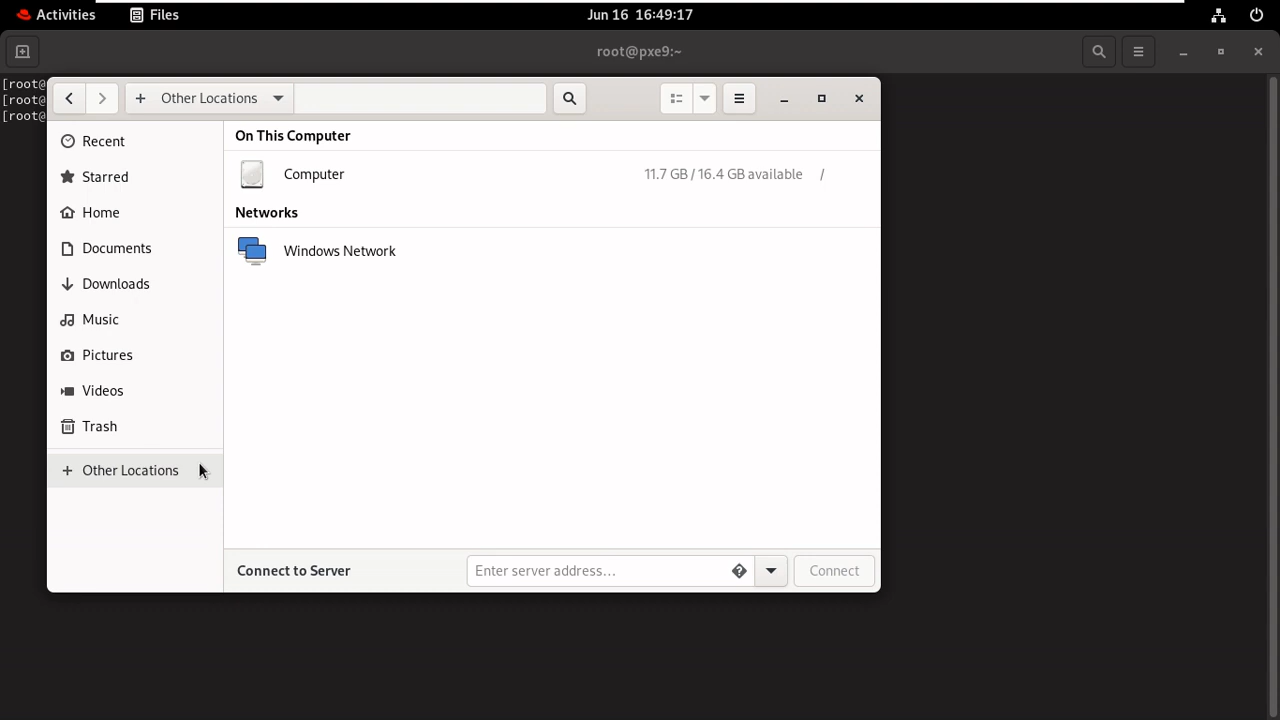 Activities Files Jun 16 16:49:17
root@pxe9:~
[root@
[root@
[root@
Other Locations
Recent
Starred
Home
Documents
Downloads
Music
Pictures
Videos
Trash
Other Locations
On This Computer
Computer 11.7 GB / 16.4 GB available /
Networks
Windows Network
Connect to Server Enter server address... Connect